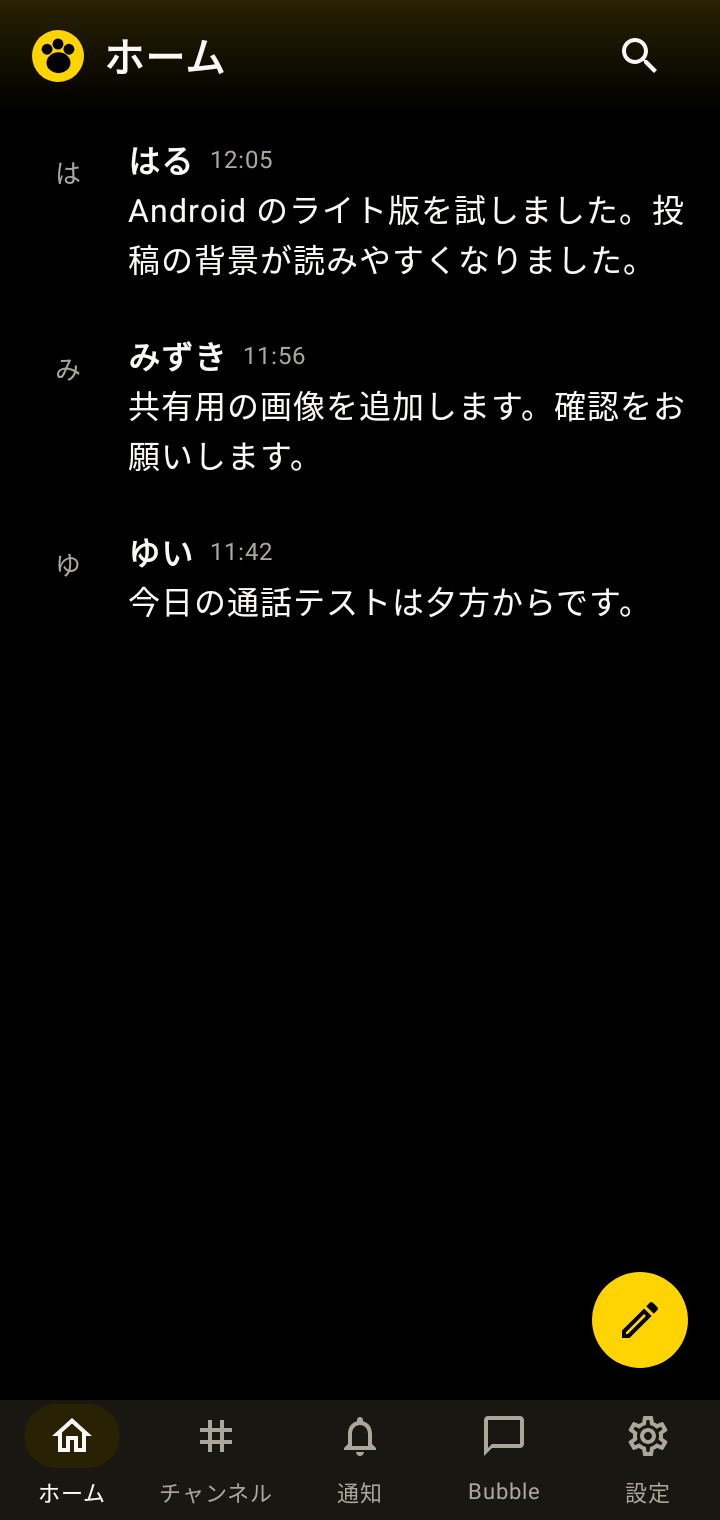 ホーム
は
はる 12:05
Android のライト版を試しました。投
稿の背景が読みやすくなりました。
み
みずき 11:56
共有用の画像を追加します。確認をお
願いします。
ゆ
ゆい 11:42
今日の通話テストは夕方からです。
ホーム
チャンネル
通知
Bubble
設定